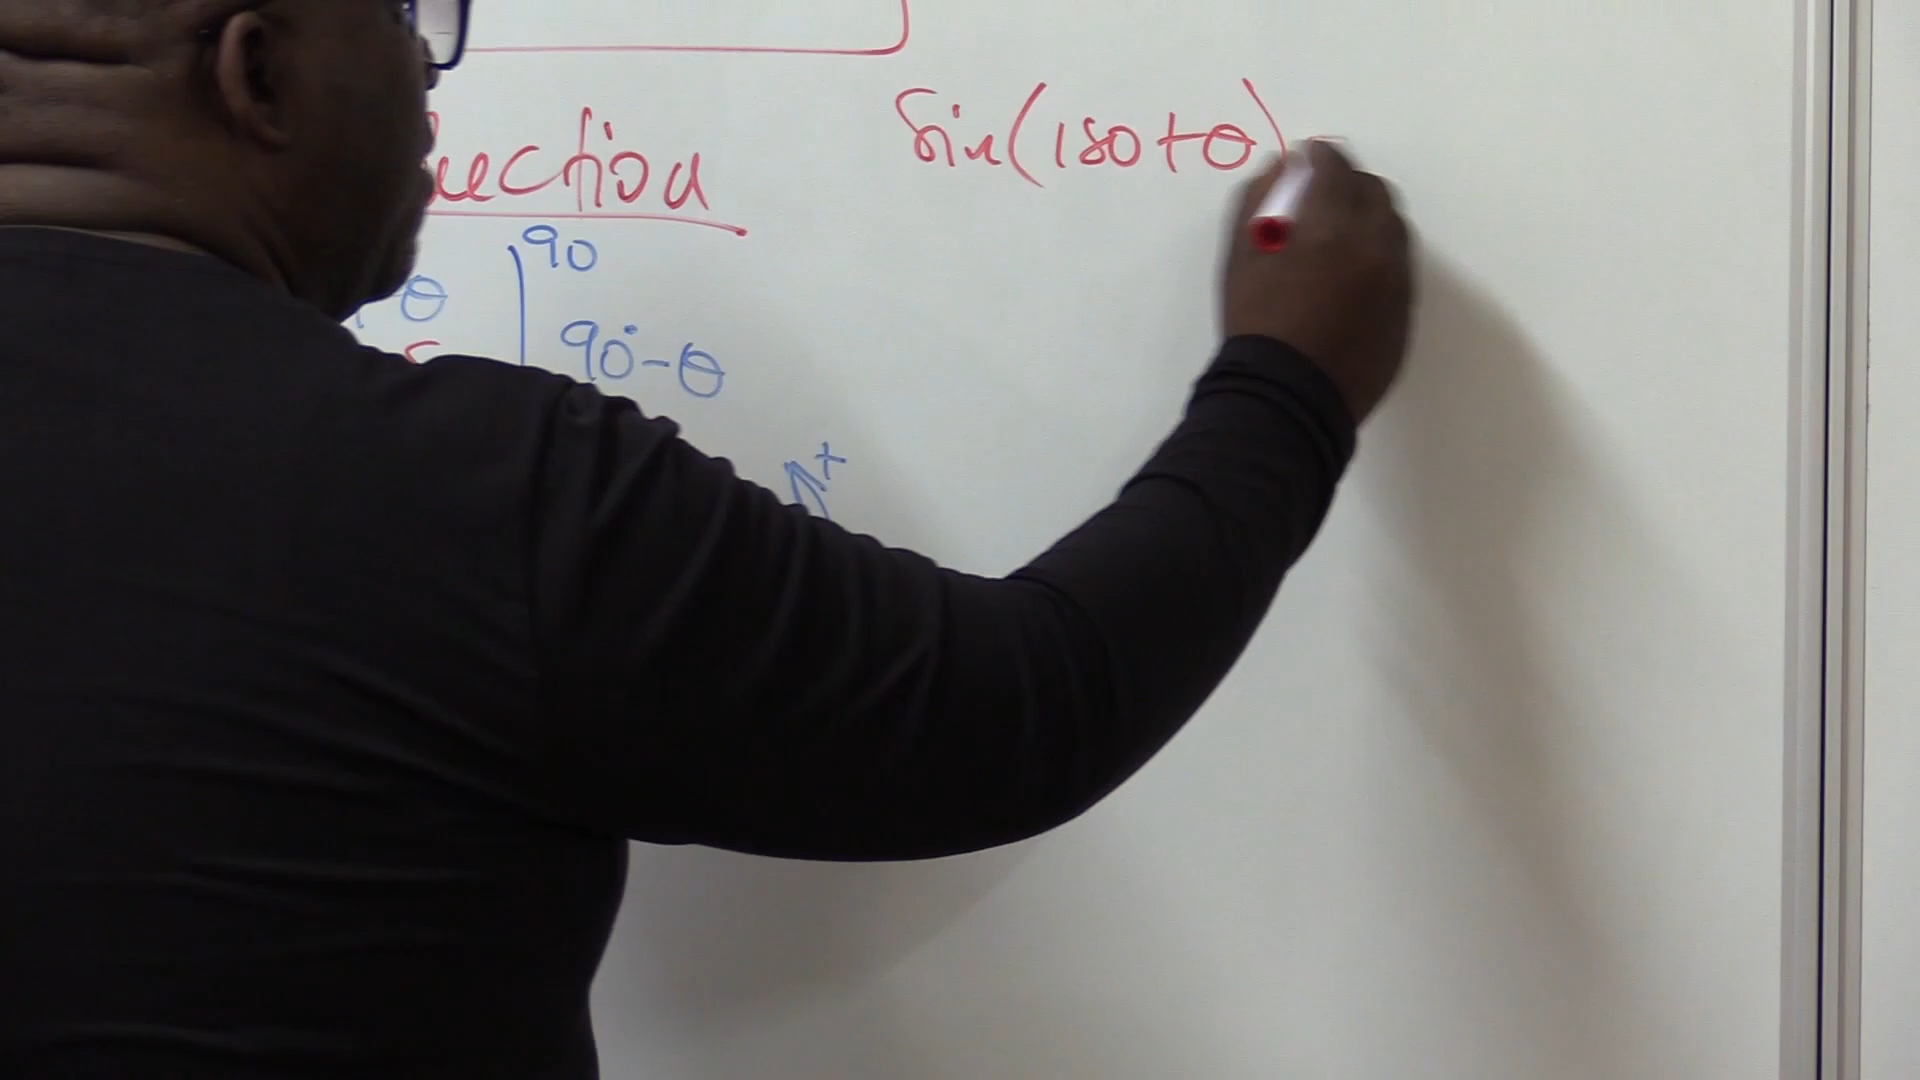 sin(180+θ) =
uction
90
θ
90°-θ
S
+